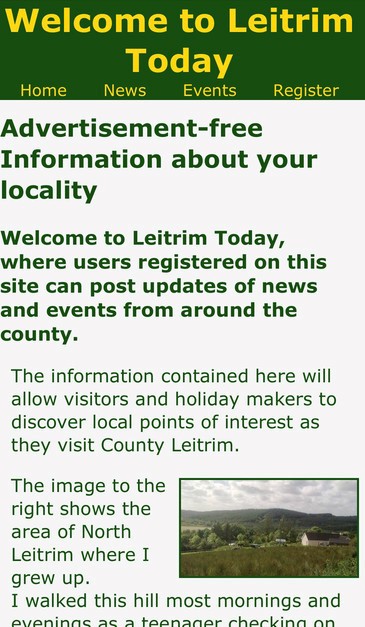 Welcome to Leitrim
Today
Home News Events Register
Advertisement-free
Information about your
locality
Welcome to Leitrim Today,
where users registered on this
site can post updates of news
and events from around the
county.
The information contained here will
allow visitors and holiday makers to
discover local points of interest as
they visit County Leitrim.
The image to the
right shows the
area of North
Leitrim where I
grew up.
I walked this hill most mornings and
evenings as a teenager checking on